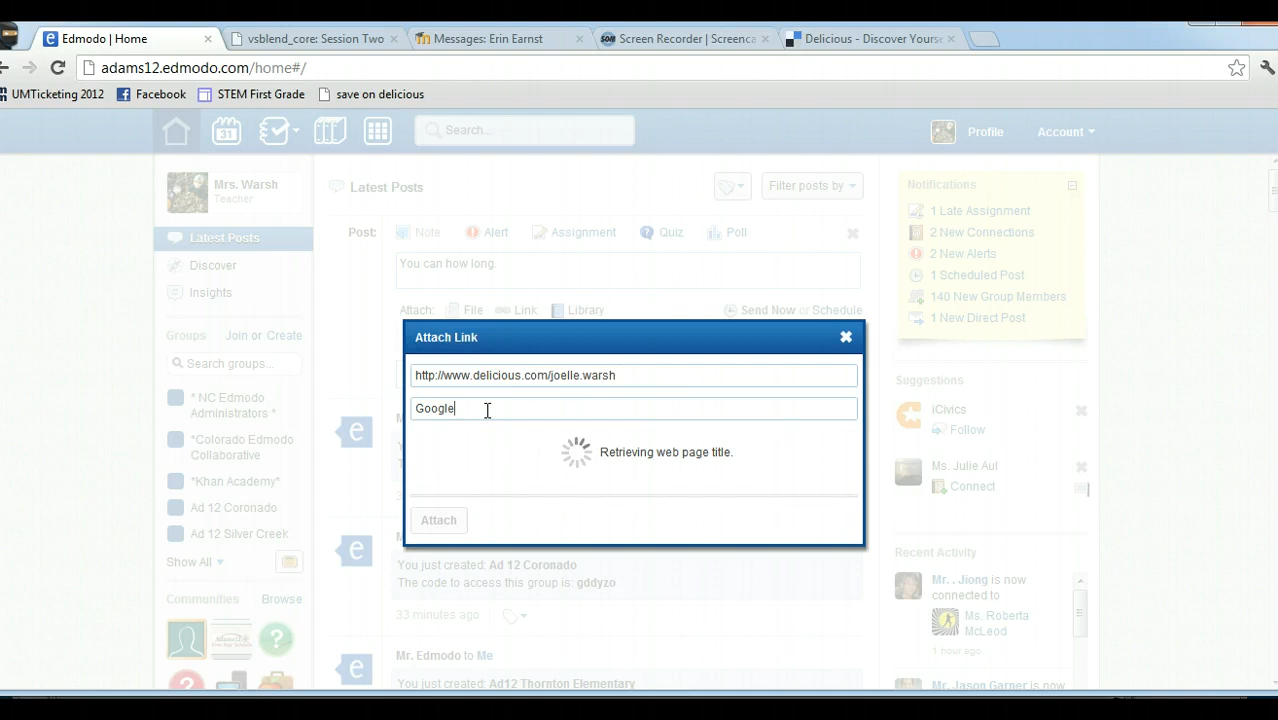 Edmodo | Home
vsblend_core: Session Two
Messages: Erin Earnst
Screen Recorder | Screenca
Delicious - Discover Yourse
adams12.edmodo.com/home#/
UMTicketing 2012
Facebook
STEM First Grade
save on delicious
31
Search...
Profile
Account
Mrs. Warsh
Teacher
Latest Posts
Discover
Insights
Groups
Join or Create
Search groups...
* NC Edmodo
Administrators *
*Colorado Edmodo
Collaborative
*Khan Academy*
Ad 12 Coronado
Ad 12 Silver Creek
Show All
Communities
Browse
Latest Posts
Filter posts by
Post:
Note
Alert
Assignment
Quiz
Poll
You can how long.
Attach:
File
Link
Library
Send Now or Schedule
Attach Link
http://www.delicious.com/joelle.warsh
Google
Retrieving web page title.
Attach
You just created: Ad 12 Coronado
The code to access this group is: gddyzo
33 minutes ago
Mr. Edmodo to Me
You just created: Ad12 Thornton Elementary
Notifications
1 Late Assignment
2 New Connections
2 New Alerts
1 Scheduled Post
140 New Group Members
1 New Direct Post
Suggestions
iCivics
Follow
Ms. Julie Aul
Connect
Recent Activity
Mr. . Jiong is now
connected to
Ms. Roberta
McLeod
1 hour ago
Mr. Jason Garner is now